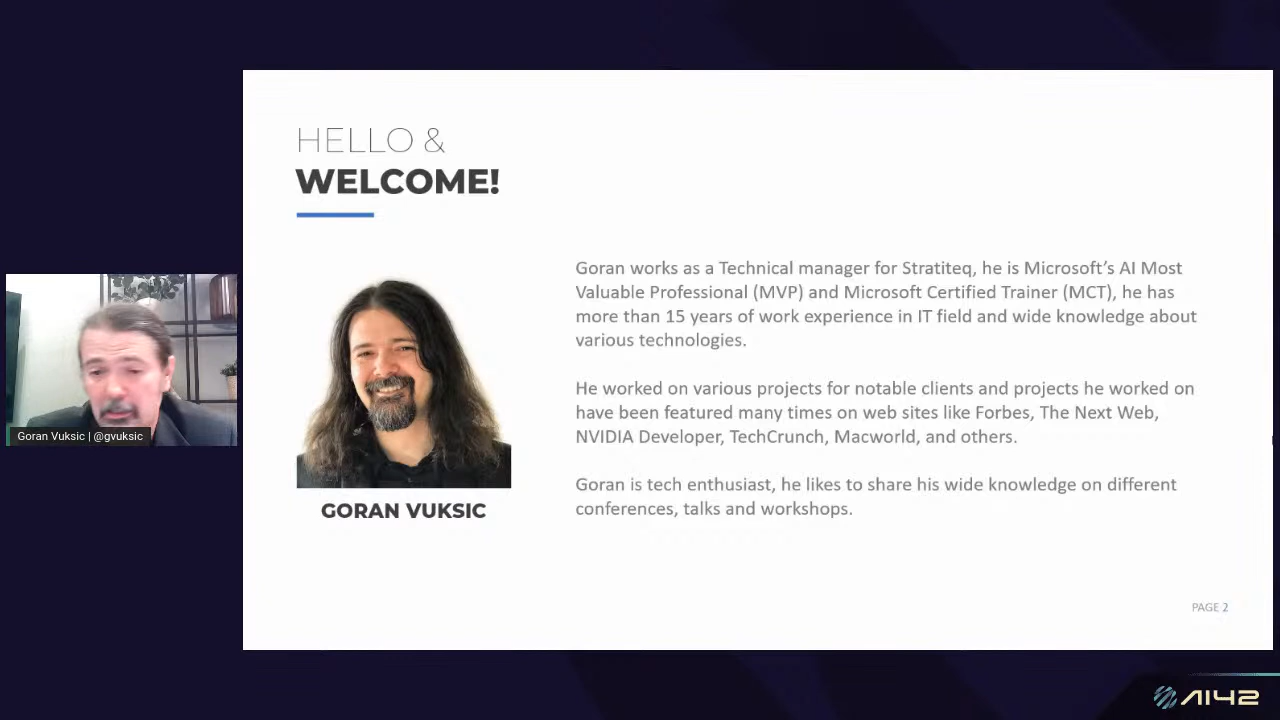 HELLO &
WELCOME!
Goran works as a Technical manager for Stratiteq, he is Microsoft's AI Most
Valuable Professional (MVP) and Microsoft Certified Trainer (MCT), he has
more than 15 years of work experience in IT field and wide knowledge about
various technologies.
He worked on various projects for notable clients and projects he worked on
have been featured many times on web sites like Forbes, The Next Web,
NVIDIA Developer, TechCrunch, Macworld, and others.
Goran is tech enthusiast, he likes to share his wide knowledge on different
conferences, talks and workshops.
GORAN VUKSIC
Goran Vuksic | @gvuksic
PAGE 2
AI42